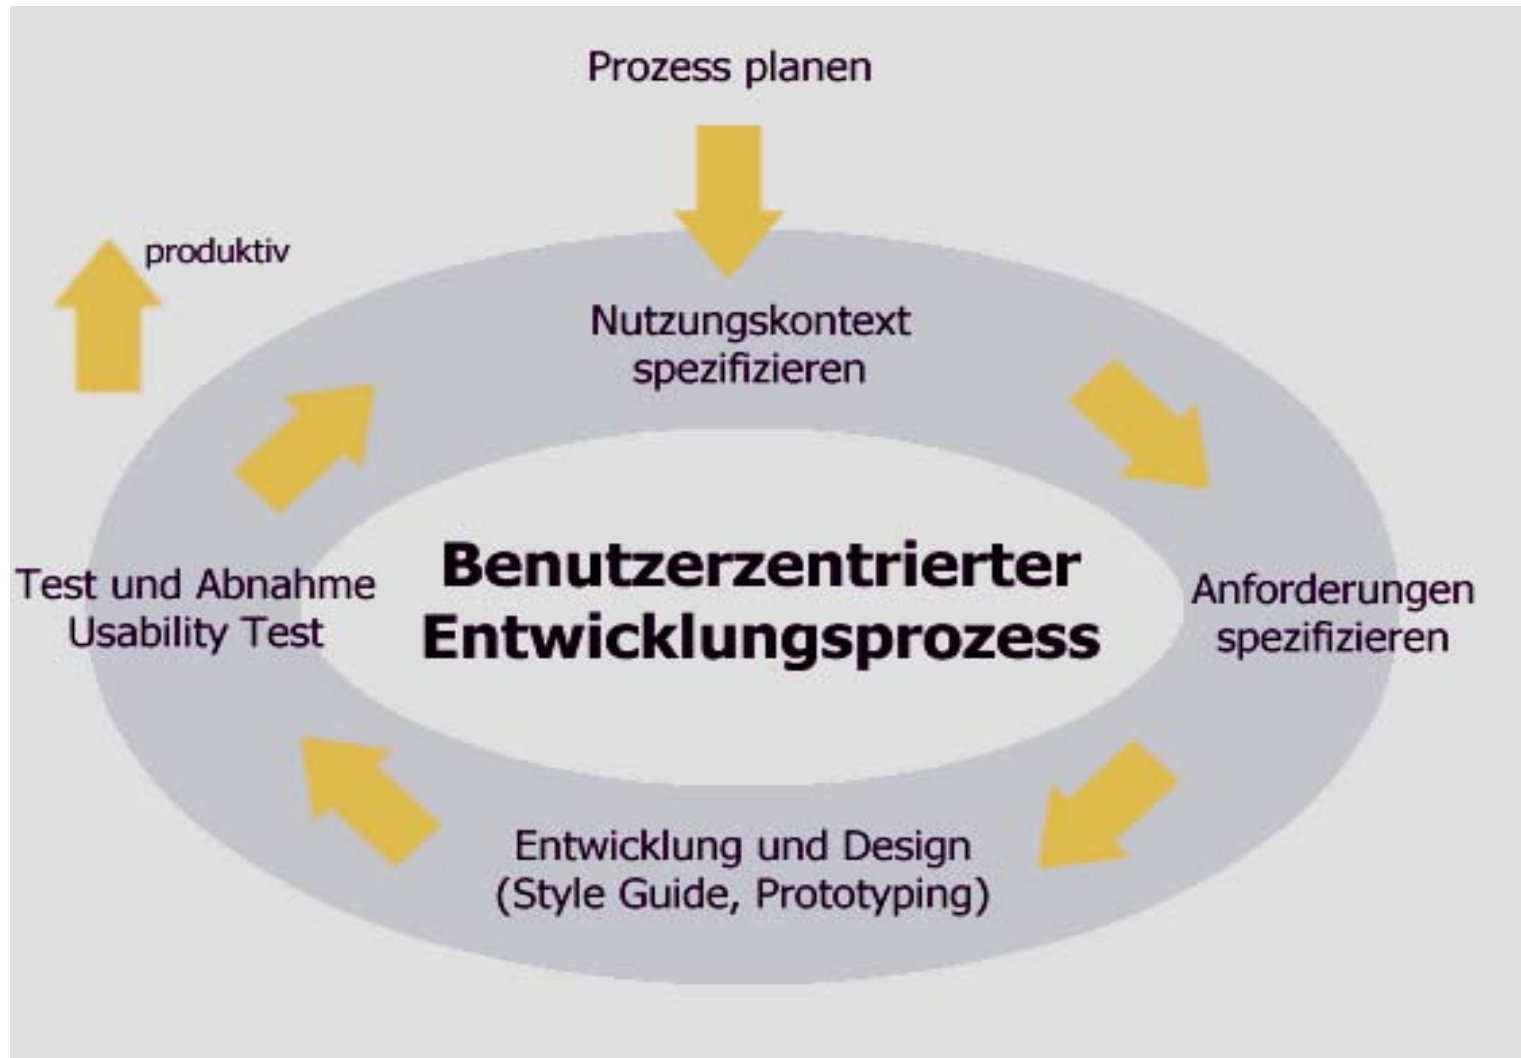 Prozess planen
produktiv
Nutzungskontext
spezifizieren
Benutzerzentrierter
Entwicklungsprozess
Test und Abnahme
Usability Test
Anforderungen
spezifizieren
Entwicklung und Design
(Style Guide, Prototyping)